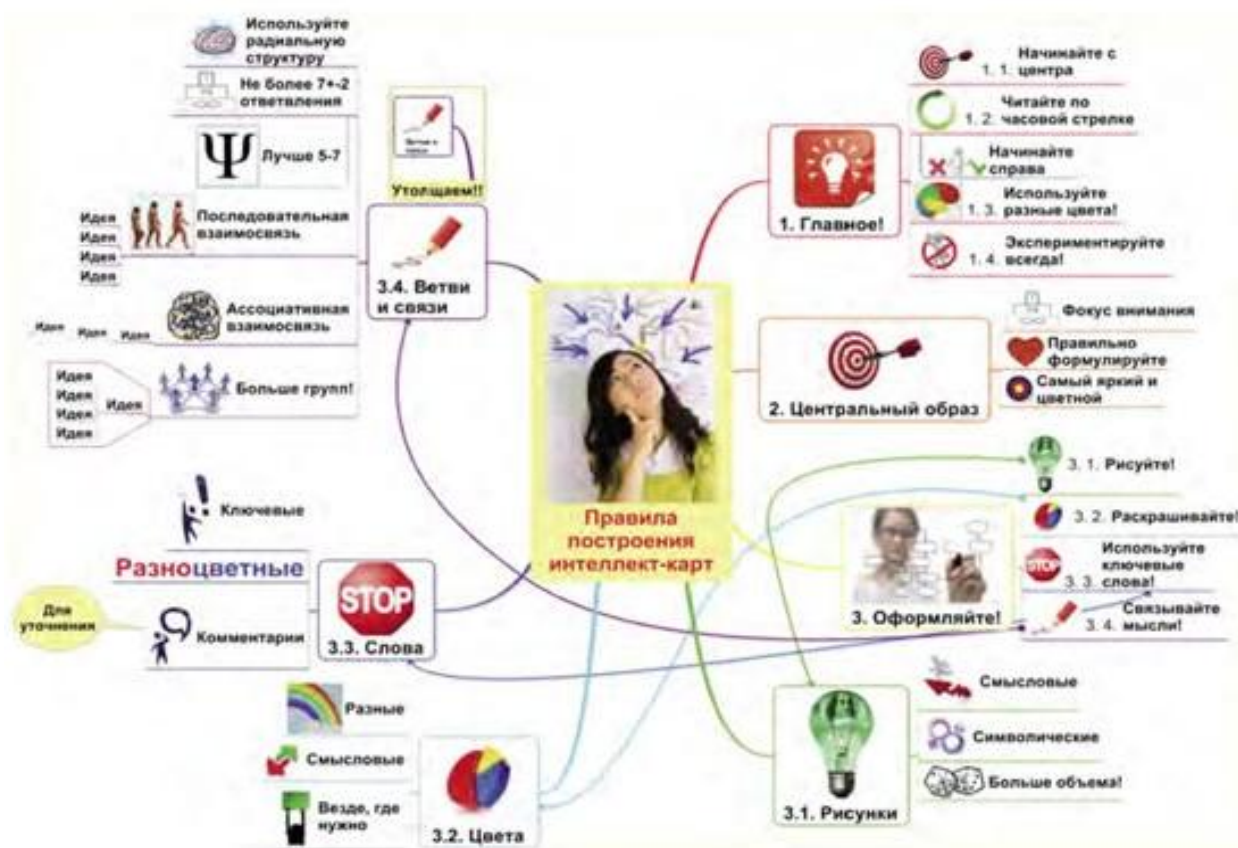 Правила
построения
интеллект-карт
1. Главное!
1. 1. Начинайте с
центра
1. 2. Читайте по
часовой стрелке
Начинайте
справа
1. 3. Используйте
разные цвета!
1. 4. Экспериментируйте
всегда!
2. Центральный образ
Фокус внимания
Правильно
формулируйте
Самый яркий и
цветной
3. Оформляйте!
3. 1. Рисуйте!
3. 2. Раскрашивайте!
STOP
3. 3. Используйте
ключевые
слова!
3. 4. Связывайте
мысли!
3.1. Рисунки
Смысловые
Символические
Больше объема!
3.2. Цвета
Разные
Смысловые
Везде, где
нужно
STOP
3.3. Слова
Ключевые
Разноцветные
Комментарии
Для
уточнения
3.4. Ветви
и связи
Утолщаем!!
Используйте
радиальную
структуру
Не более 7+-2
ответвления
Ψ
Лучше 5-7
Последовательная
взаимосвязь
Идея
Идея
Идея
Идея
Ассоциативная
взаимосвязь
Идея Идея Идея
Больше групп!
Идея
Идея
Идея
Идея
Идея